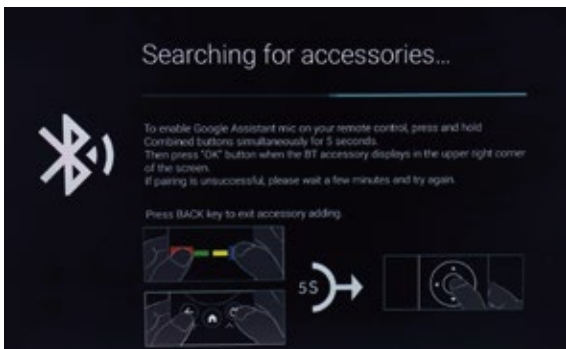 Searching for accessories...
To enable Google Assistant mic on your remote control, press and hold
Combined buttons simultaneously for 5 seconds.
Then press "OK" button when the BT accessory displays in the upper right corner
of the screen.
If pairing is unsuccessful, please wait a few minutes and try again.
Press BACK key to exit accessory adding.
5S